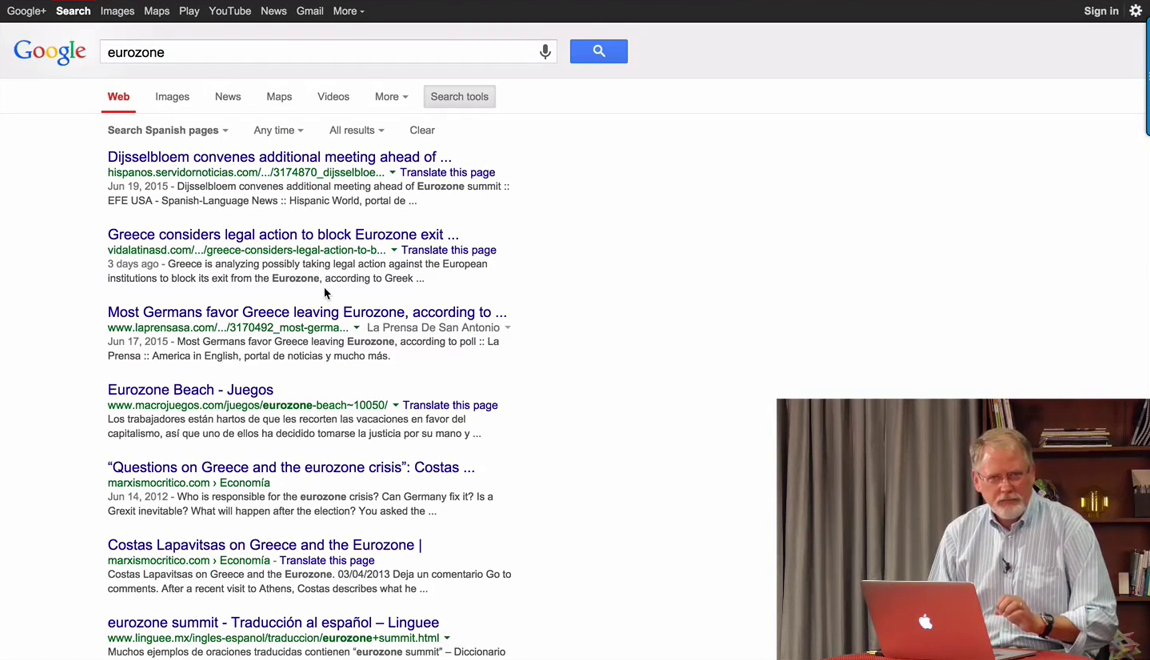 Google+ Search Images Maps Play YouTube News Gmail More Sign in
Google eurozone
Web Images News Maps Videos More Search tools
Search Spanish pages Any time All results Clear
Dijsselbloem convenes additional meeting ahead of ...
hispanos.servidornoticias.com/.../3174870_dijsselbloe... Translate this page
Jun 19, 2015 - Dijsselbloem convenes additional meeting ahead of Eurozone summit ::
EFE USA - Spanish-Language News :: Hispanic World, portal de ...
Greece considers legal action to block Eurozone exit ...
vidalatinasd.com/.../greece-considers-legal-action-to-b... Translate this page
3 days ago - Greece is analyzing possibly taking legal action against the European
institutions to block its exit from the Eurozone, according to Greek ...
Most Germans favor Greece leaving Eurozone, according to ...
www.laprensasa.com/.../3170492_most-germa... La Prensa De San Antonio
Jun 17, 2015 - Most Germans favor Greece leaving Eurozone, according to poll :: La
Prensa :: America in English, portal de noticias y mucho más.
Eurozone Beach - Juegos
www.macrojuegos.com/juegos/eurozone-beach~10050/ Translate this page
Los trabajadores están hartos de que les recorten las vacaciones en favor del
capitalismo, así que uno de ellos ha decidido tomarse la justicia por su mano y ...
“Questions on Greece and the eurozone crisis”: Costas ...
marxismocritico.com › Economía
Jun 14, 2012 - Who is responsible for the eurozone crisis? Can Germany fix it? Is a
Grexit inevitable? What will happen after the election? You asked the ...
Costas Lapavitsas on Greece and the Eurozone |
marxismocritico.com › Economía - Translate this page
Costas Lapavitsas on Greece and the Eurozone. 03/04/2013 Deja un comentario Go to
comments. After a recent visit to Athens, Costas describes what he ...
eurozone summit - Traducción al español – Linguee
www.linguee.mx/ingles-espanol/traduccion/eurozone+summit.html
Muchos ejemplos de oraciones traducidas contienen “eurozone summit” – Diccionario